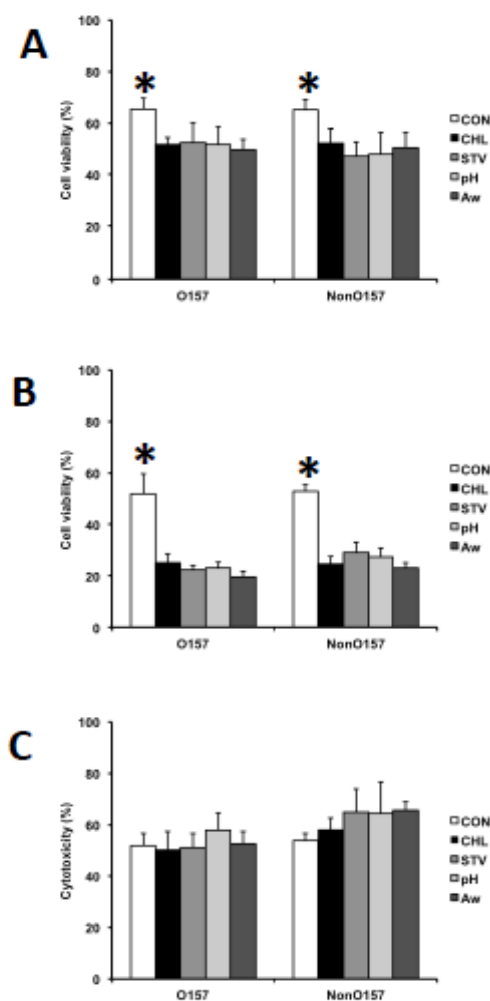 A
100
80
60
40
20
0
Cell viability (%)
*
*
O157
NonO157
CON
CHL
STV
pH
Aw
B
100
80
60
40
20
0
Cell viability (%)
*
*
O157
NonO157
CON
CHL
STV
pH
Aw
C
100
80
60
40
20
0
Cytotoxicity (%)
O157
NonO157
CON
CHL
STV
pH
Aw